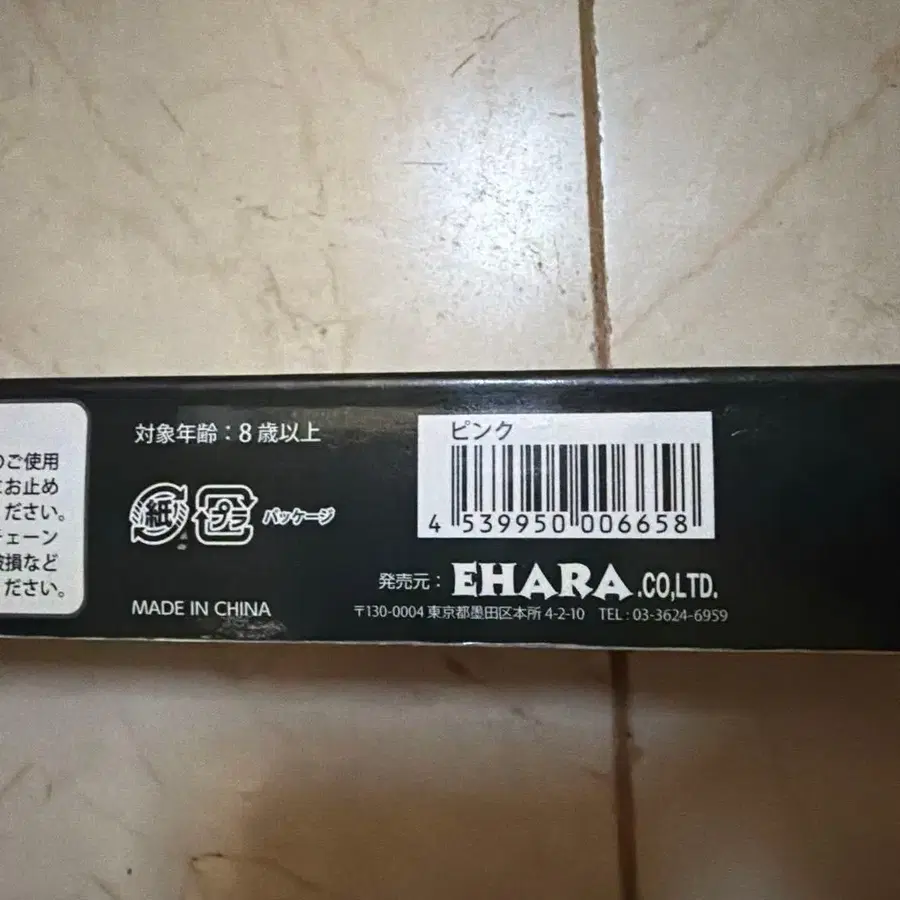 のご使用
お止め
ださい。
チェーン
破損など
ださい。
対象年齢：8 歳以上
紙 プラ パッケージ
MADE IN CHINA
ピンク
4 539950 006658
発売元： EHARA.CO,LTD.
〒130-0004 東京都墨田区本所 4-2-10 TEL : 03-3624-6959